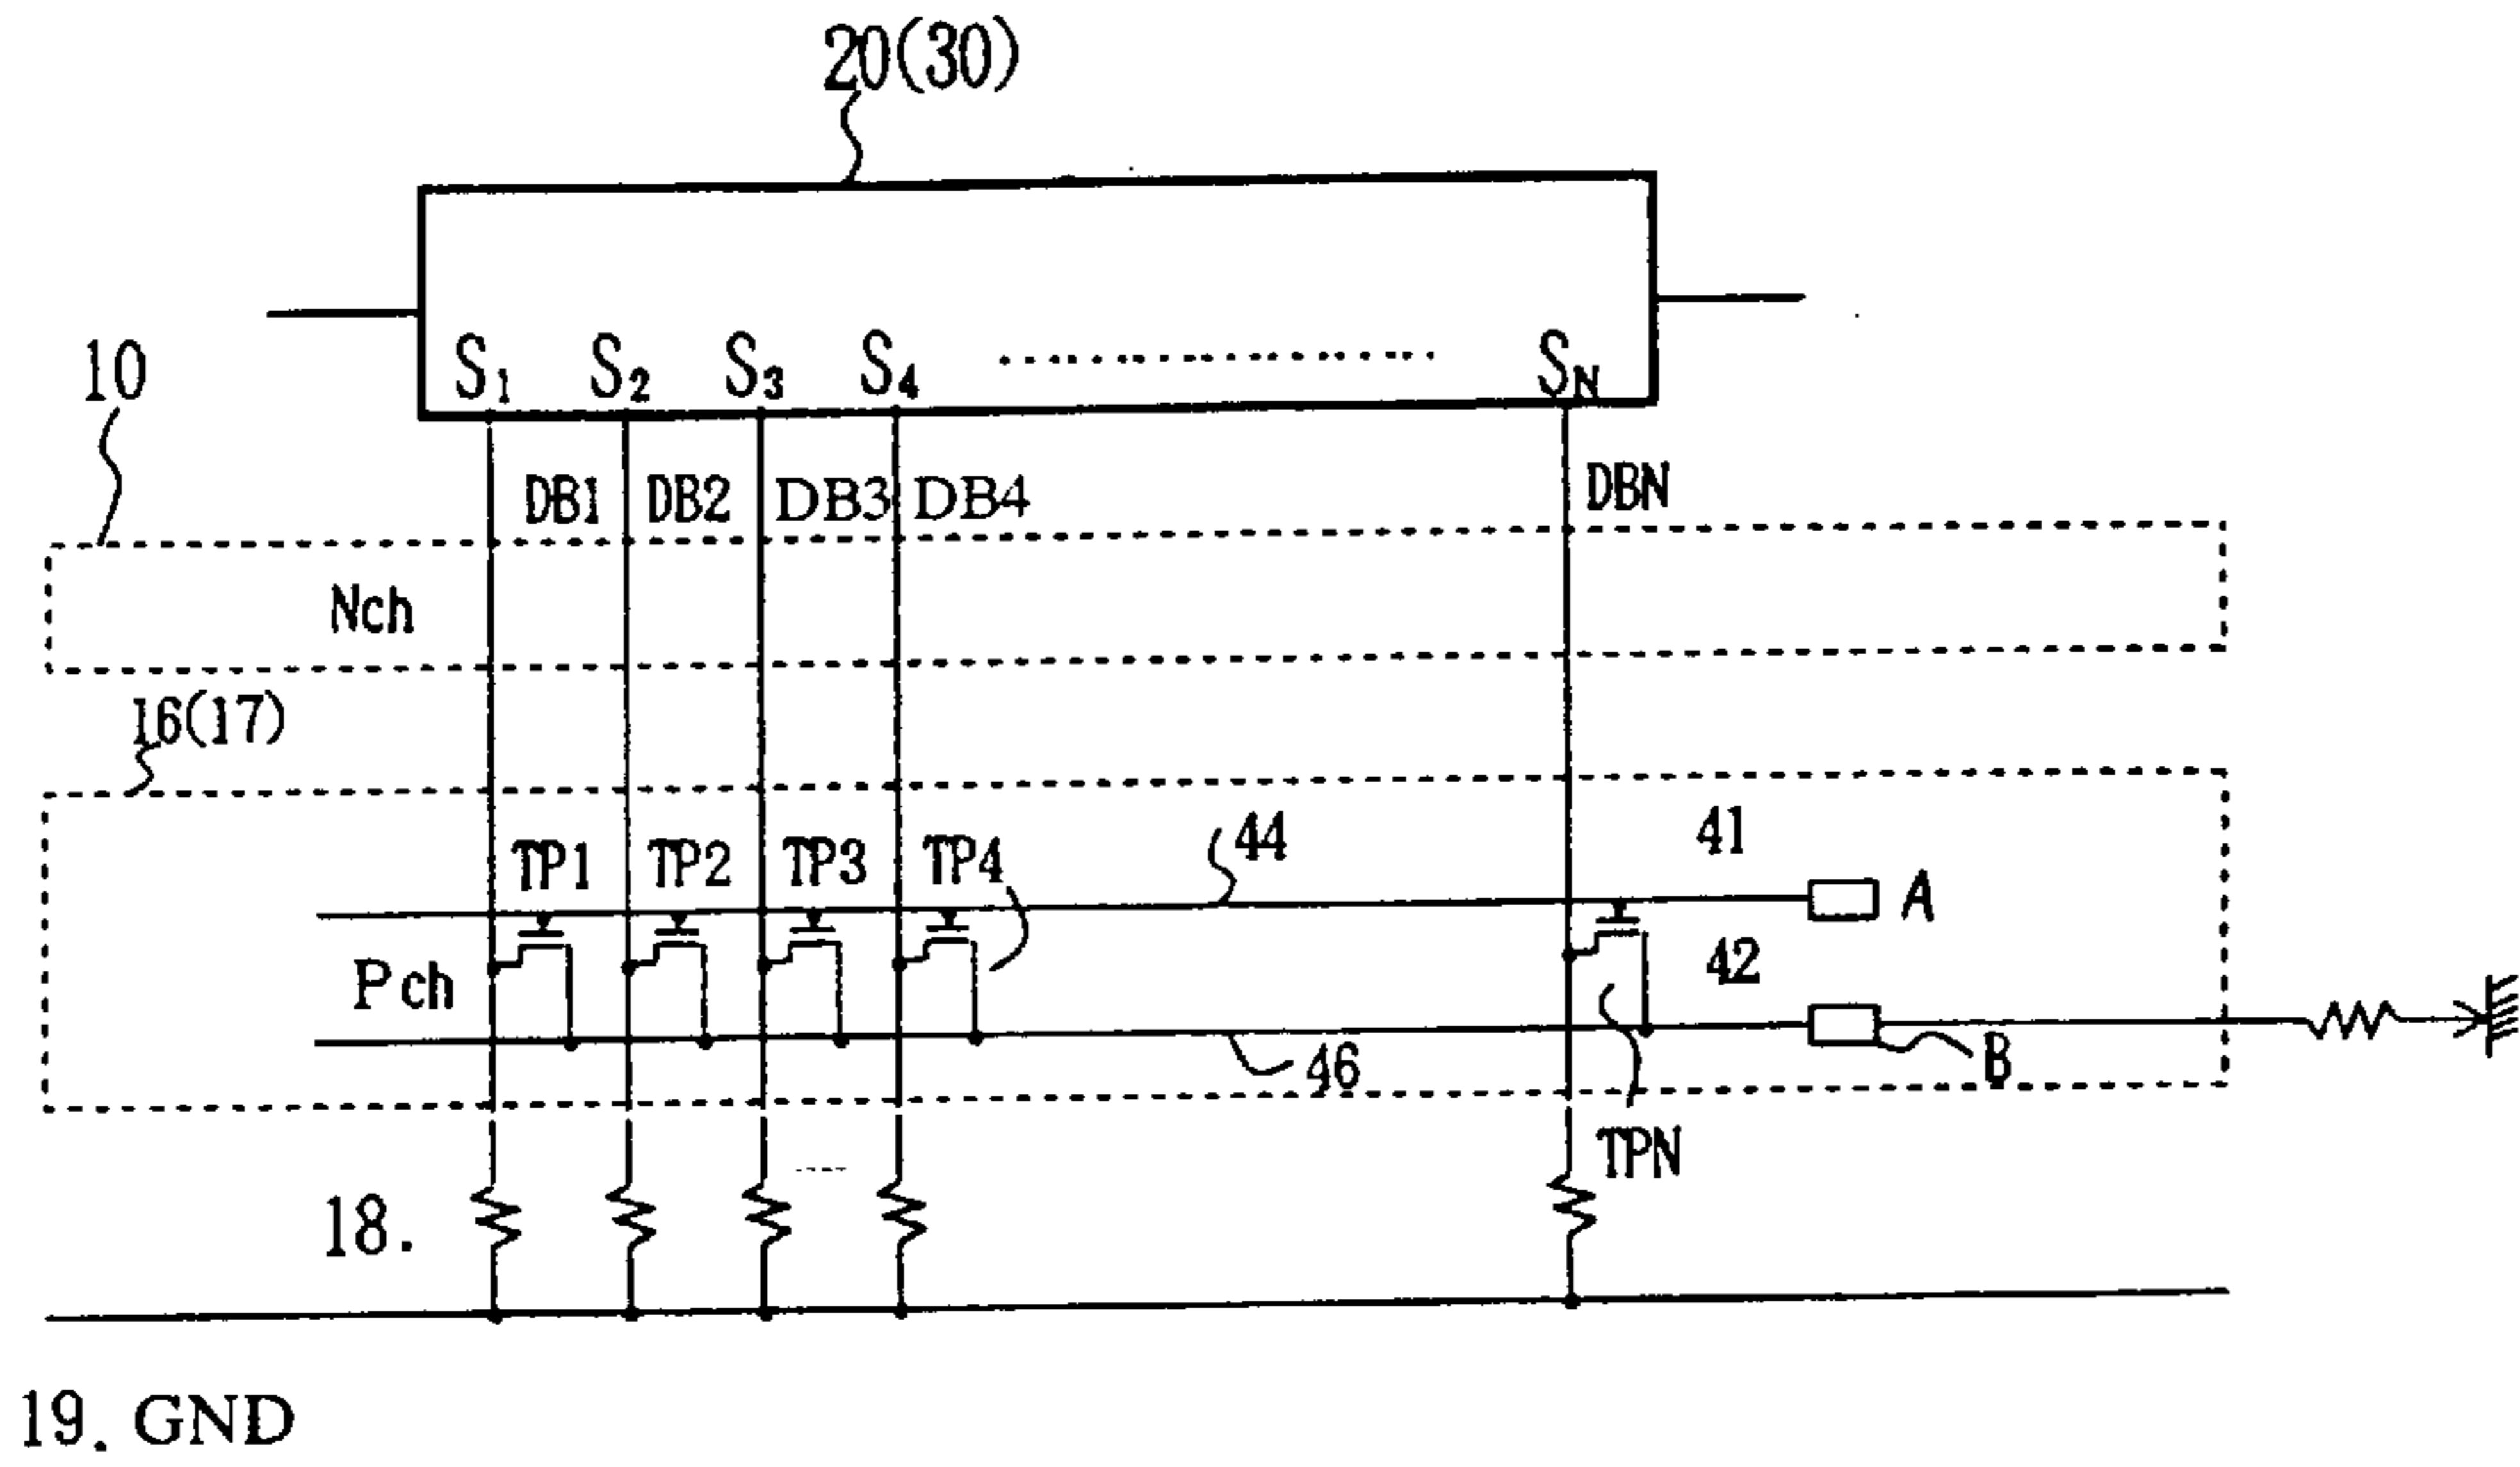 20(30)
10
S1 S2 S3 S4 SN
DB1 DB2 DB3 DB4 DBN
Nch
16(17)
TP1 TP2 TP3 TP4 44 41
A
Pch 42
46 B
TPN
18.
19. GND